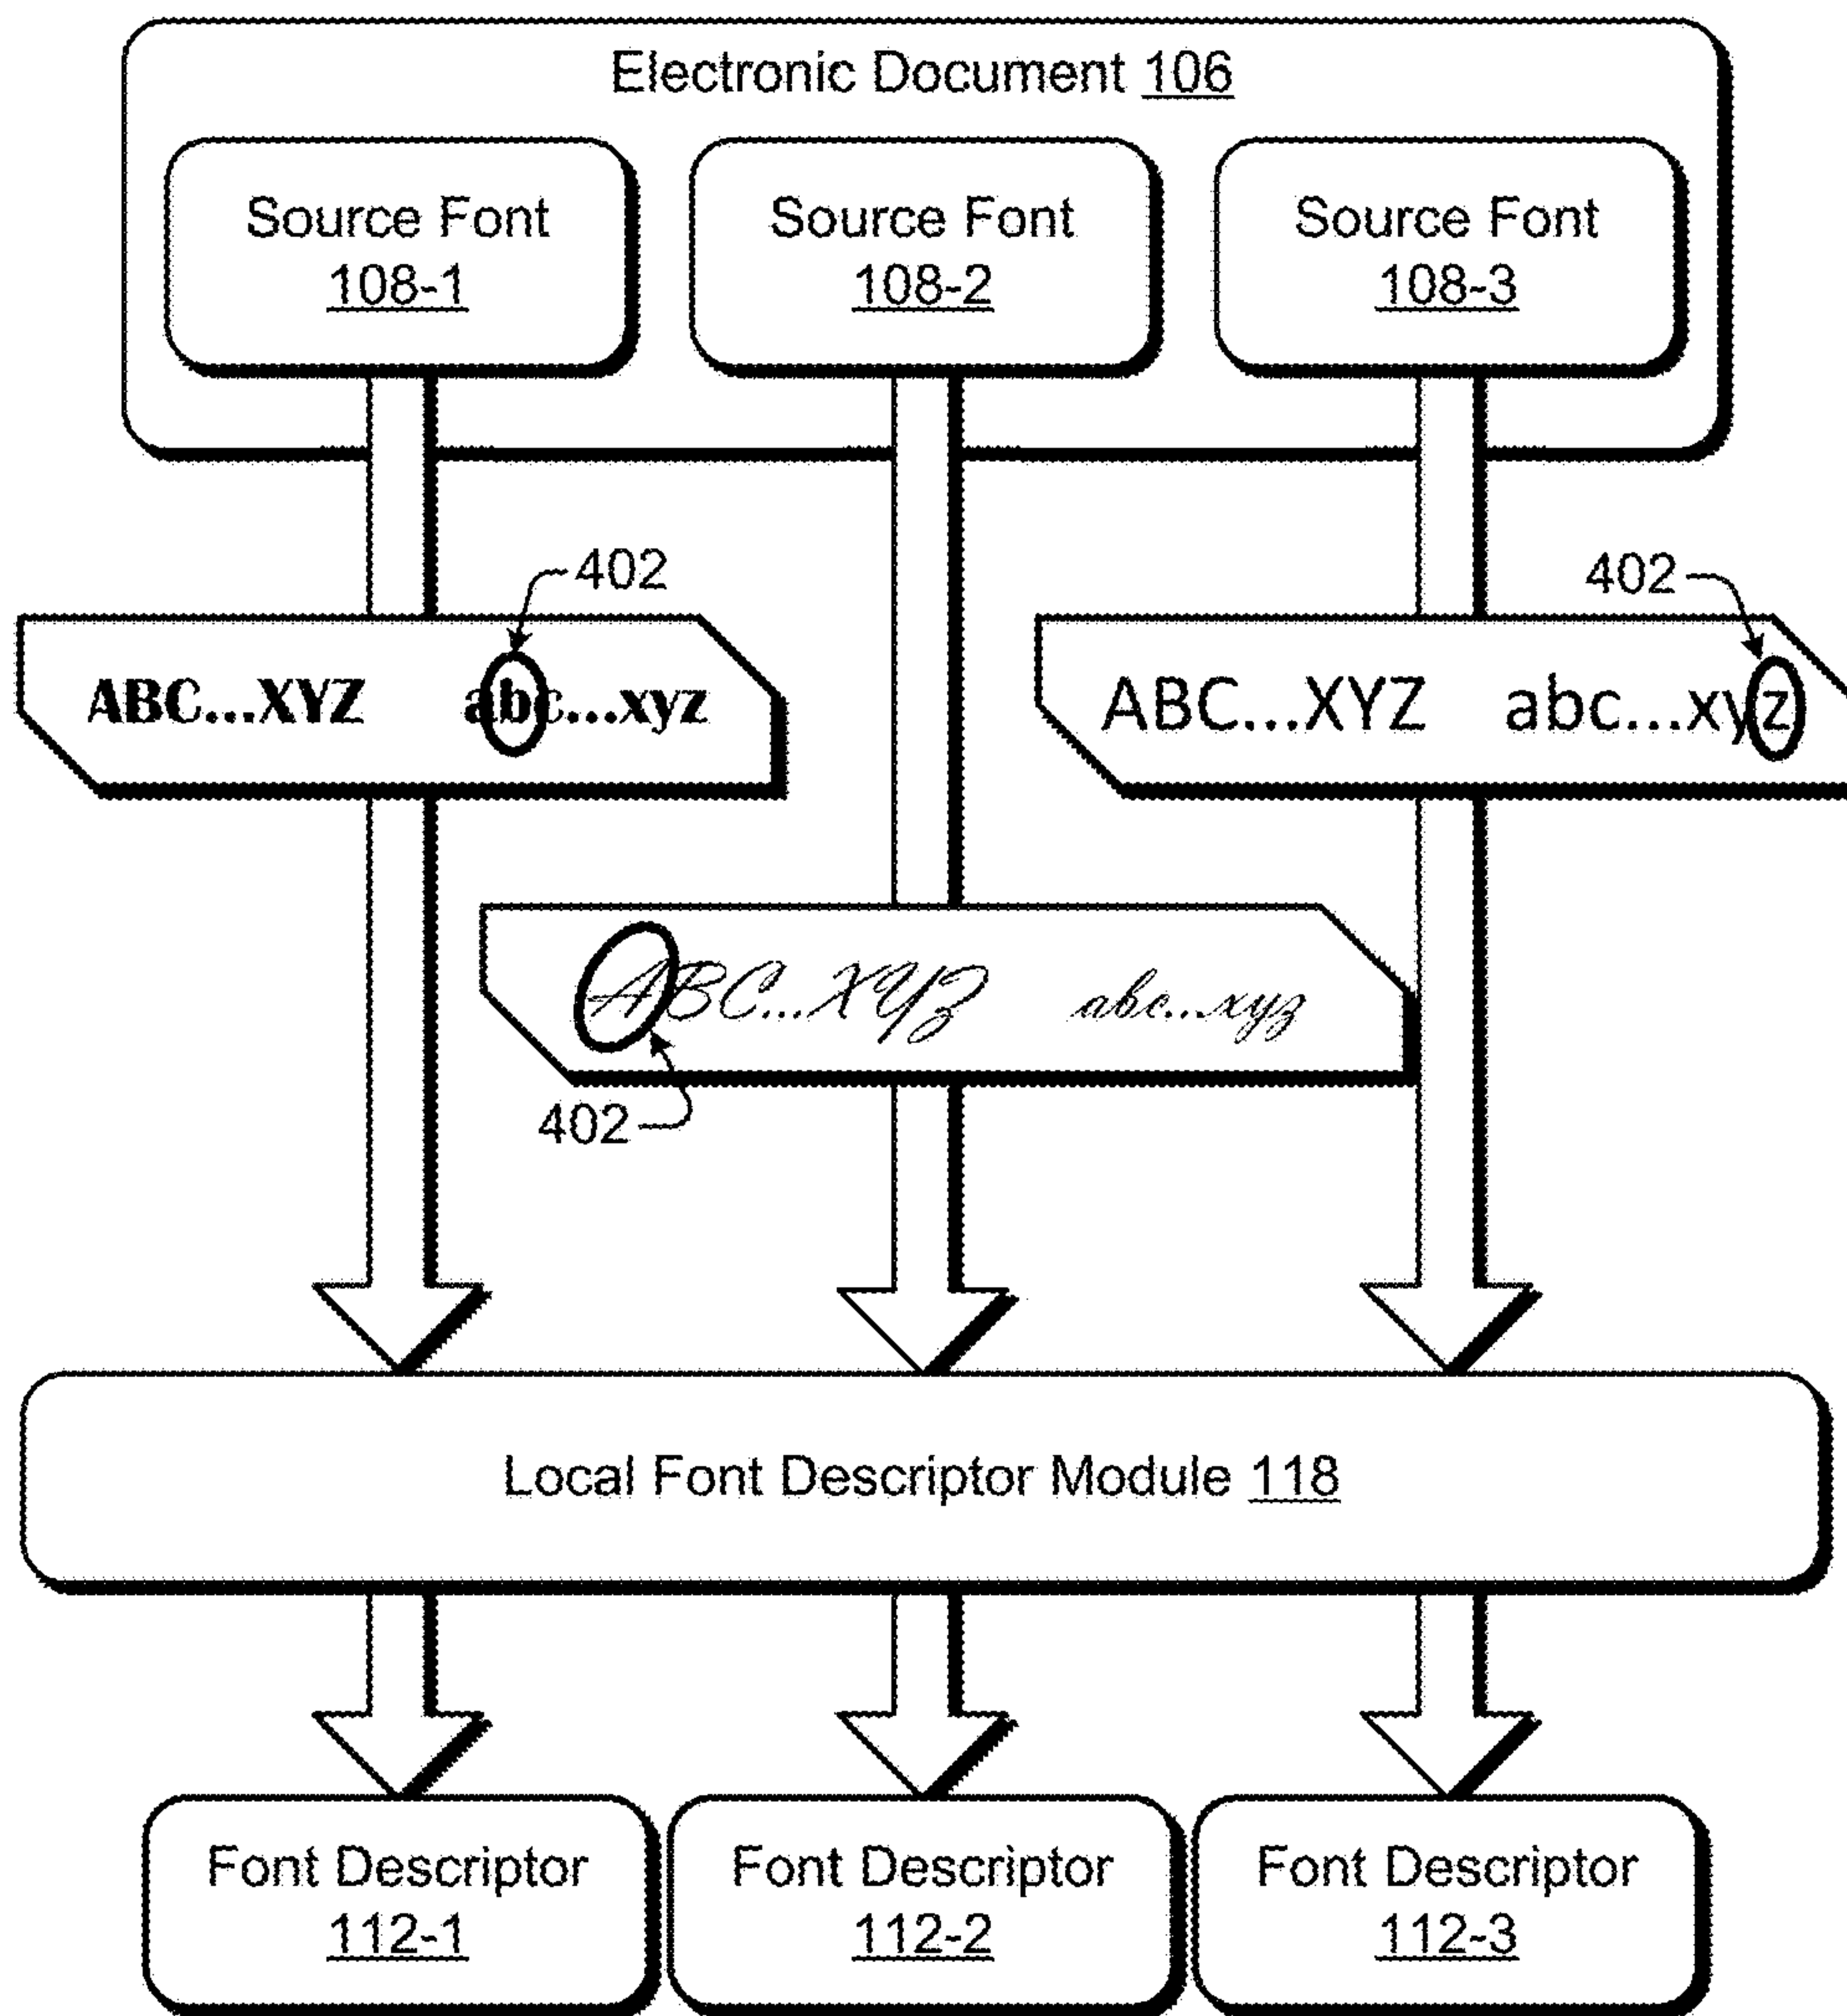 Electronic Document 106
Source Font
108-1
Source Font
108-2
Source Font
108-3
402
402
ABC...XYZ abc...xyz
ABC...XYZ abc...xyz
ABC...XYZ abc...xyz
402
Local Font Descriptor Module 118
Font Descriptor
112-1
Font Descriptor
112-2
Font Descriptor
112-3